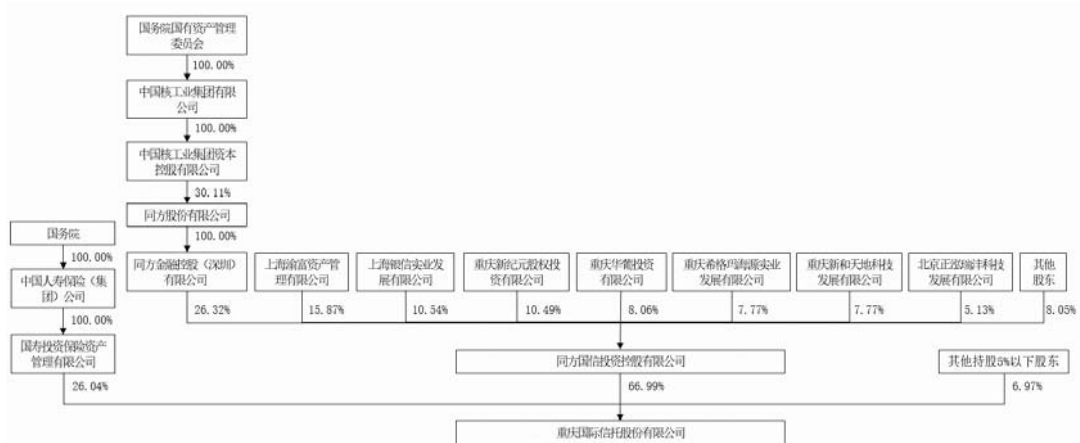 国务院国有资产管理
委员会
100.00%
中国核工业集团有限
公司
100.00%
中国核工业集团资本
控股有限公司
30.11%
同方股份有限公司
100.00%
国务院
100.00%
中国人寿保险（集
团）公司
100.00%
国寿投资保险资产
管理有限公司
26.04%
同方金融控股（深圳）
有限公司
26.32%
上海渝富资产管
理有限公司
15.87%
上海银信实业发
展有限公司
10.54%
重庆新纪元股权投
资有限公司
10.49%
重庆华葡投资
有限公司
8.06%
重庆希格玛海源实业
发展有限公司
7.77%
重庆新和天地科技
发展有限公司
7.77%
北京正泓瑞沣科技
发展有限公司
5.13%
其他
股东
8.05%
同方国信投资控股有限公司
66.99%
其他持股5%以下股东
6.97%
重庆国际信托股份有限公司